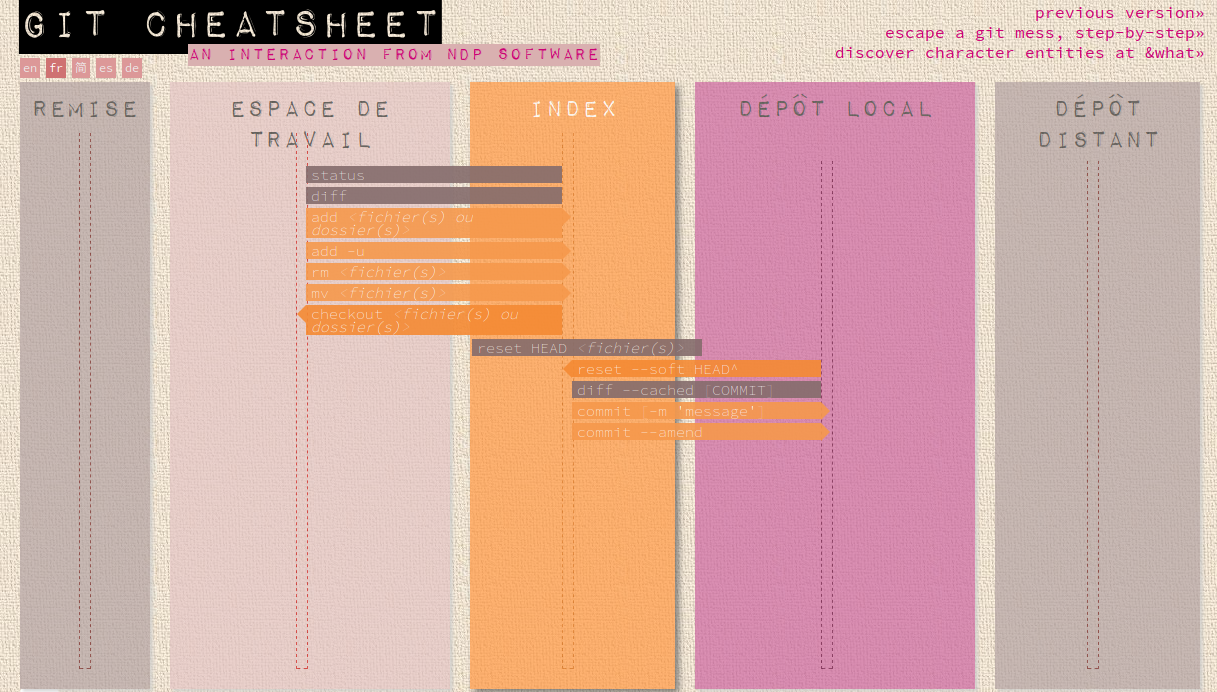 GIT CHEATSHEET
AN INTERACTION FROM NDP SOFTWARE
previous version»
escape a git mess, step-by-step»
discover character entities at &what»
en fr 简 es de
REMISE
ESPACE DE
TRAVAIL
INDEX
DÉPÔT LOCAL
DÉPÔT
DISTANT
status
diff
add <fichier(s) ou
dossier(s)>
add -u
rm <fichier(s)>
mv <fichier(s)>
checkout <fichier(s) ou
dossier(s)>
reset HEAD <fichier(s)>
reset --soft HEAD^
diff --cached [COMMIT]
commit [-m 'message']
commit --amend